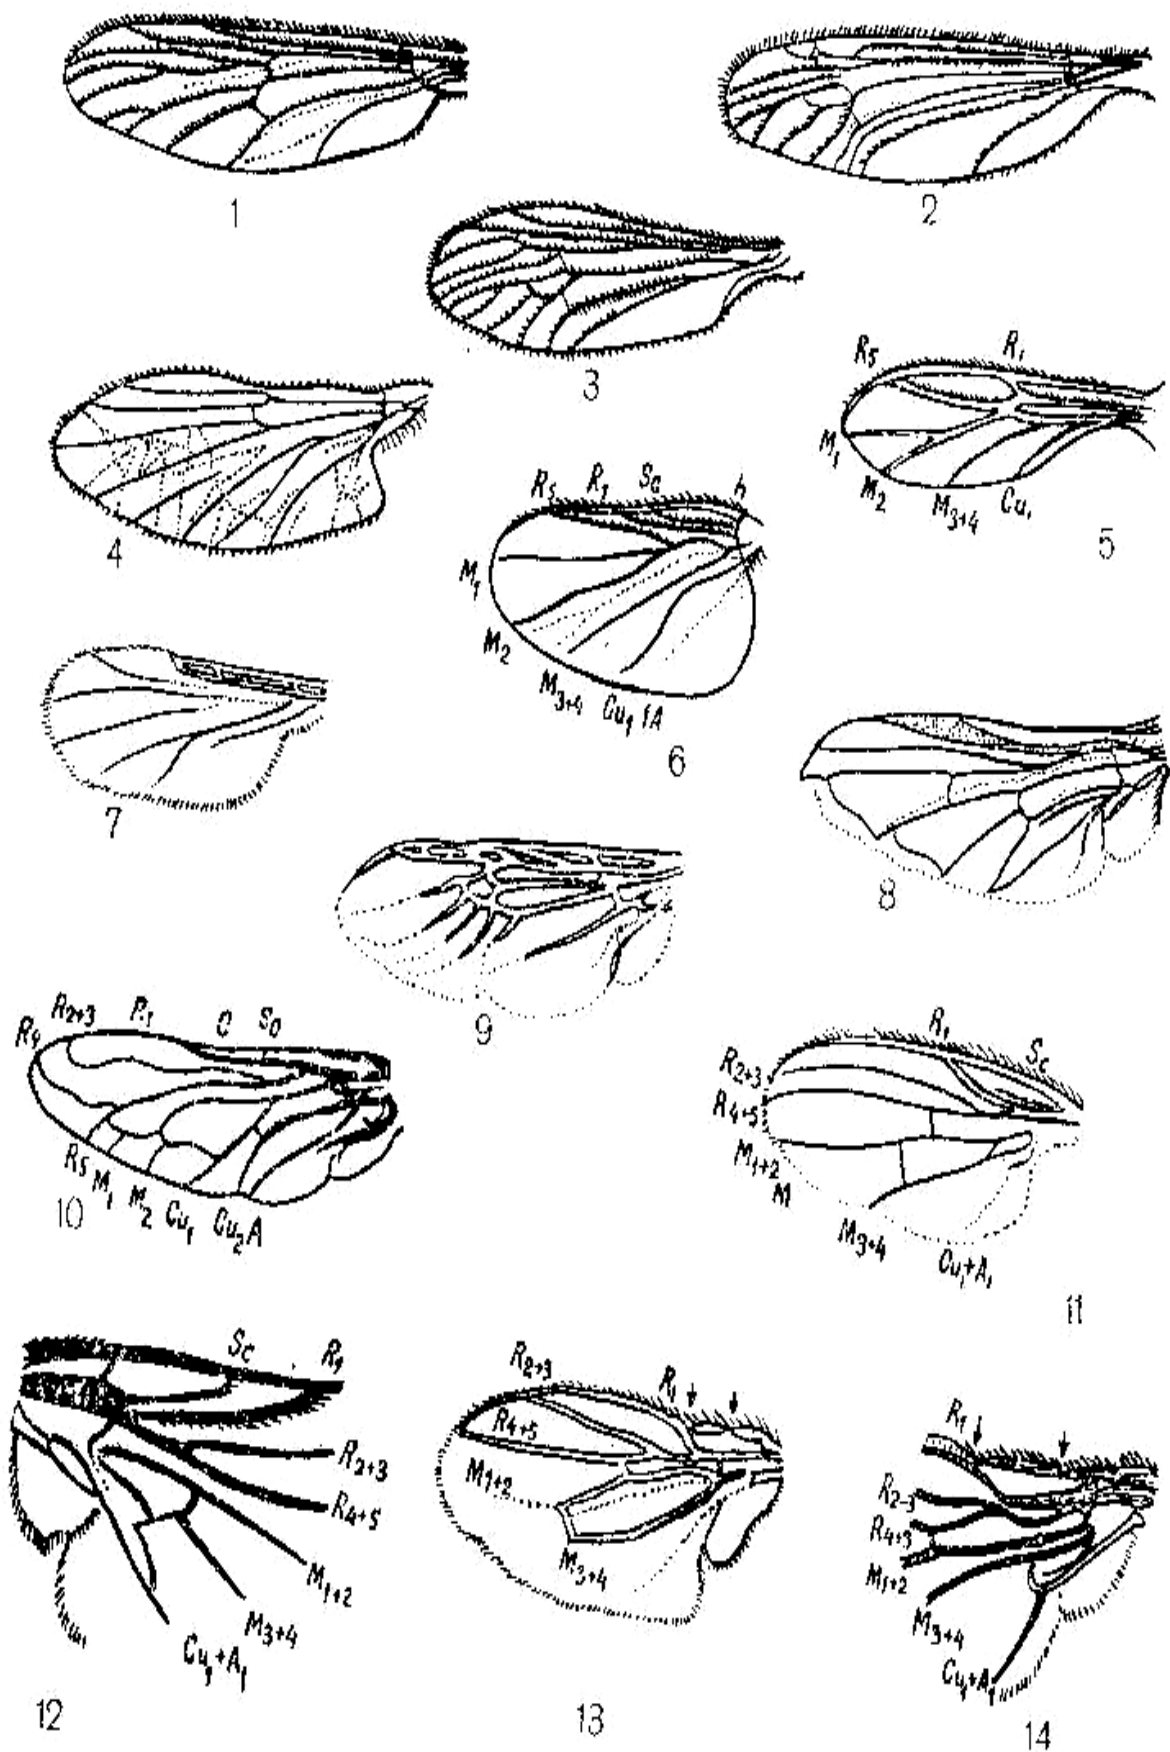 1
2
3
R5 R1
M1
M2 M3+4 Cu1
5
4
R5 R1 Sc h
M1
M2
M3+4 Cu1 1A
6
7
8
9
R4 R2+3 R1 C Sc
R5 M1 M2 Cu1 Cu2 A
10
R1 Sc
R2+3
R4+5
M1+2
M
M3+4
Cu1+A1
11
Sc R1
R2+3
R4+5
M1+2
M3+4
Cu1+A1
12
R2+3 R1
R4+5
M1+2
M3+4
13
R1
R2-3
R4+3
M1+2
M3+4
Cu1+A1
14